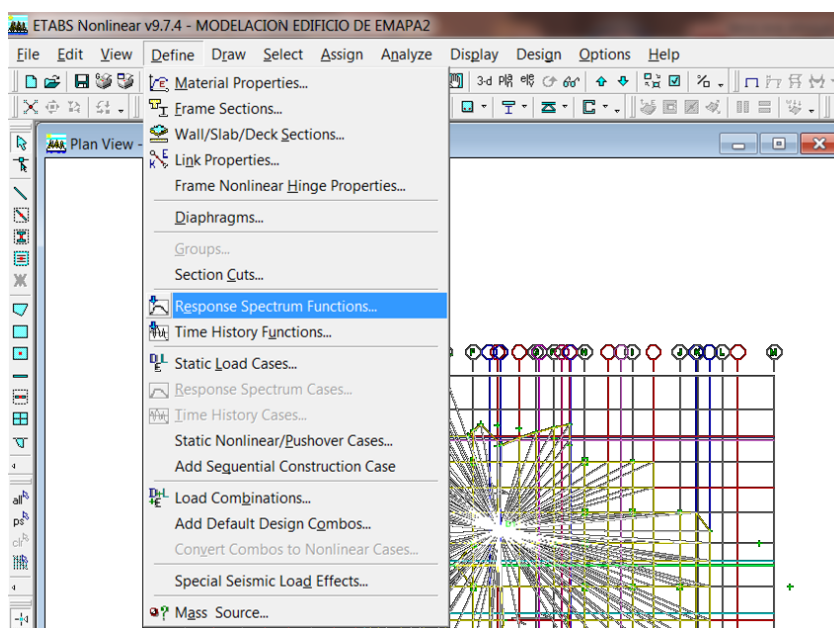 ETABS Nonlinear v9.7.4 - MODELACION EDIFICIO DE EMAPA2
File Edit View Define Draw Select Assign Analyze Display Design Options Help
3-d
Plan View -
Material Properties...
Frame Sections...
Wall/Slab/Deck Sections...
Link Properties...
Frame Nonlinear Hinge Properties...
Diaphragms...
Groups...
Section Cuts...
Response Spectrum Functions...
Time History Functions...
Static Load Cases...
Response Spectrum Cases...
Time History Cases...
Static Nonlinear/Pushover Cases...
Add Sequential Construction Case
Load Combinations...
Add Default Design Combos...
Convert Combos to Nonlinear Cases...
Special Seismic Load Effects...
Mass Source...
all
ps
clr